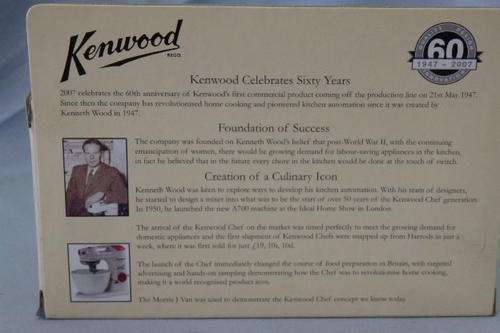 Kenwood
REGD.
60
1947 - 2007
Kenwood Celebrates Sixty Years
2007 celebrates the 60th anniversary of Kenwood's first commercial product coming off the production line on 21st May 1947.
Since then the company has revolutionised home cooking and pioneered kitchen automation since it was created by
Kenneth Wood in 1947.
Foundation of Success
The company was founded on Kenneth Wood's belief that post-World War II, with the continuing
emancipation of women, there would be growing demand for labour-saving appliances in the kitchen,
in fact he believed that in the future every chore in the kitchen would be done at the touch of switch.
Creation of a Culinary Icon
Kenneth Wood was keen to explore ways to develop his kitchen automation. With his team of designers,
he started to design a mixer into what was to be the start of over 50 years of the Kenwood Chef generation
In 1950, he launched the new A700 machine at the Ideal Home Show in London.
The arrival of the Kenwood Chef on the market was timed perfectly to meet the growing demand for
domestic appliances and the first shipment of Kenwood Chefs were snapped up from Harrods in just a
week, where it was first sold for just £19, 10s, 10d.
The launch of the Chef immediately changed the course of food preparation in Britain, with targeted
advertising and hands-on sampling demonstrating how the Chef was to revolutionise home cooking,
making it a world recognised product icon.
The Morris J Van was used to demonstrate the Kenwood Chef concept we know today.